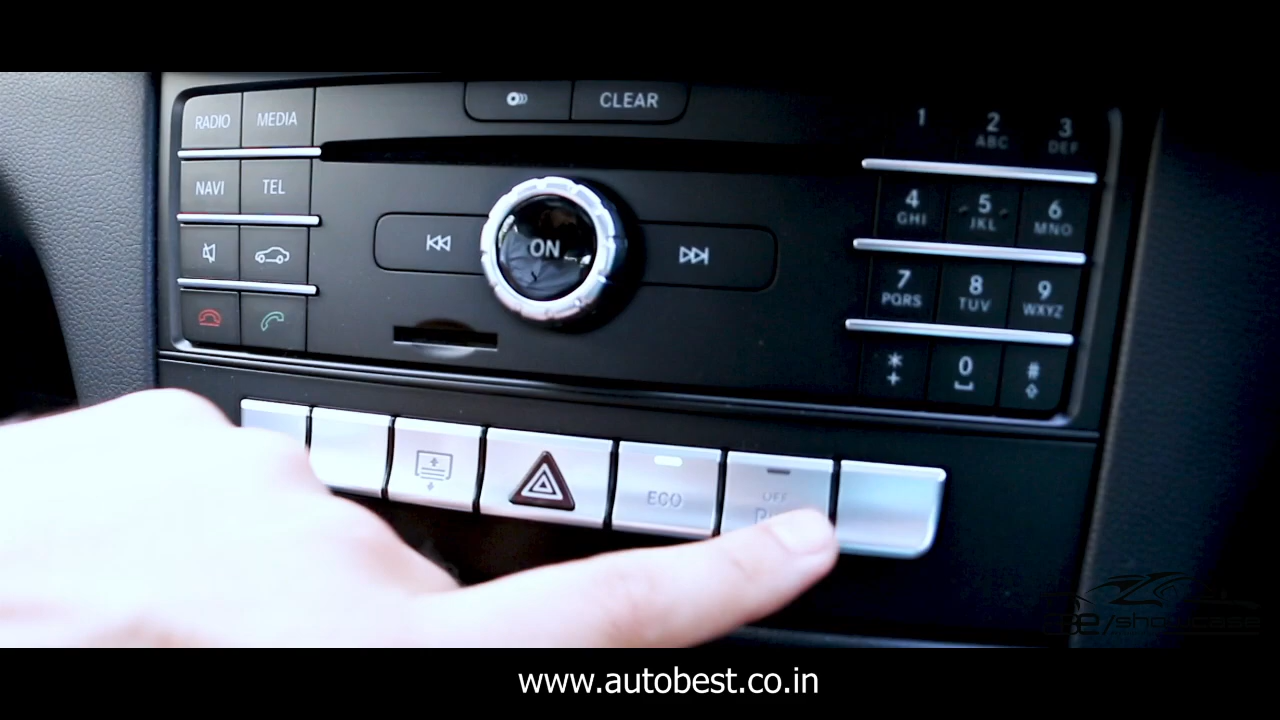 CLEAR
RADIO MEDIA
NAVI TEL
ON
1 2 ABC 3 DEF
4 GHI 5 JKL 6 MNO
7 PQRS 8 TUV 9 WXYZ
* + 0 #
ECO
OFF
www.autobest.co.in